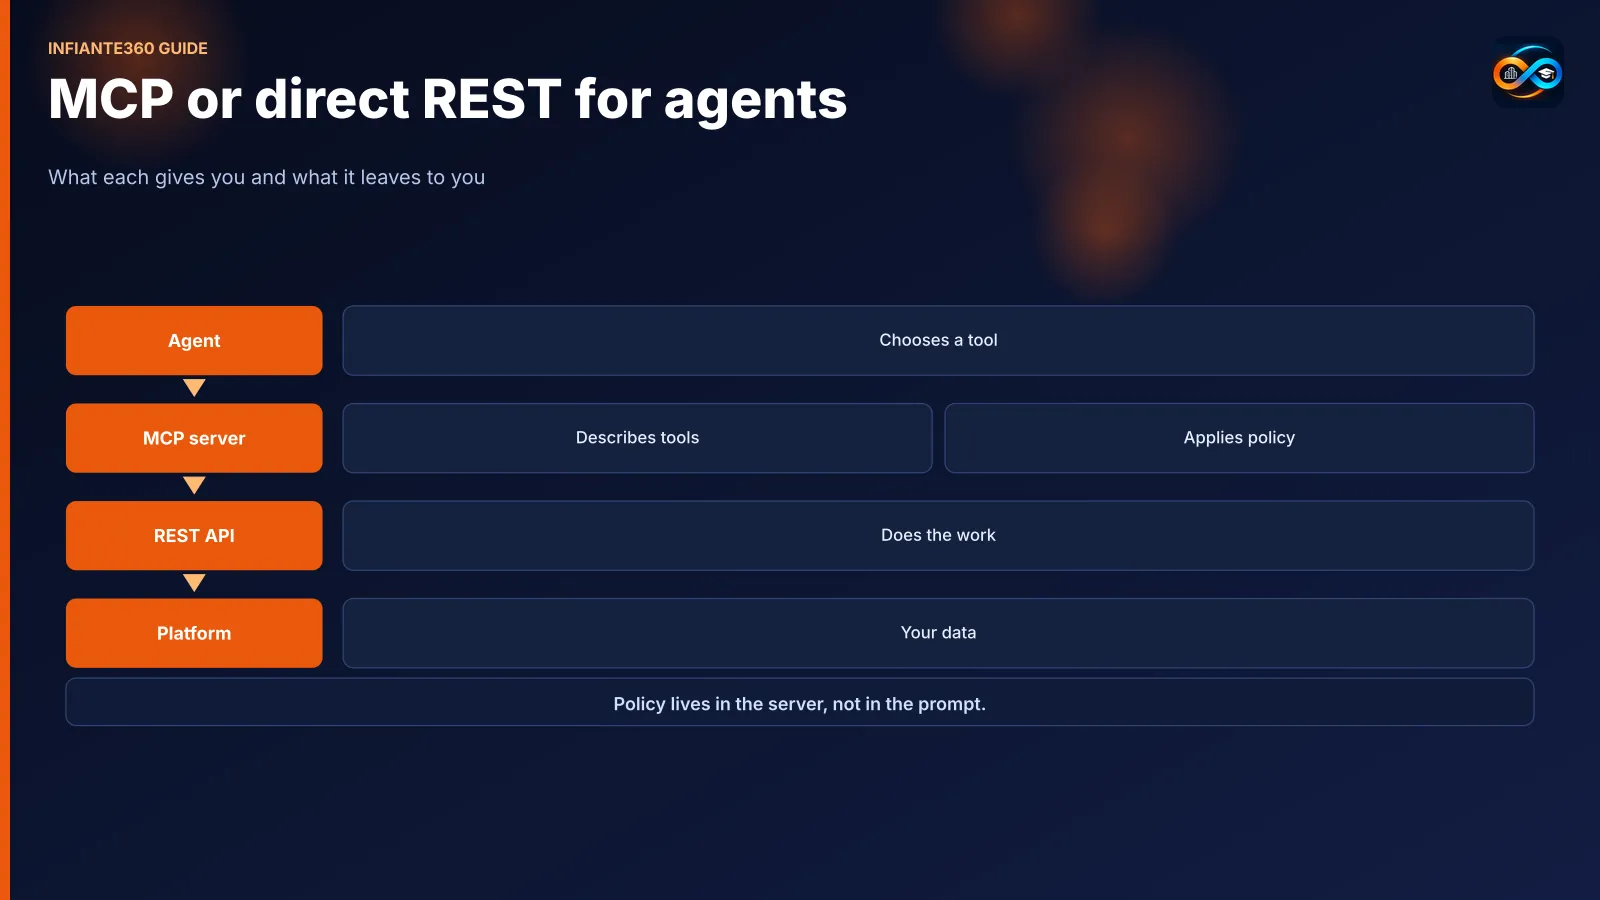 INFIANTE360 GUIDE
MCP or direct REST for agents
What each gives you and what it leaves to you
Agent
Chooses a tool
MCP server
Describes tools
Applies policy
REST API
Does the work
Platform
Your data
Policy lives in the server, not in the prompt.